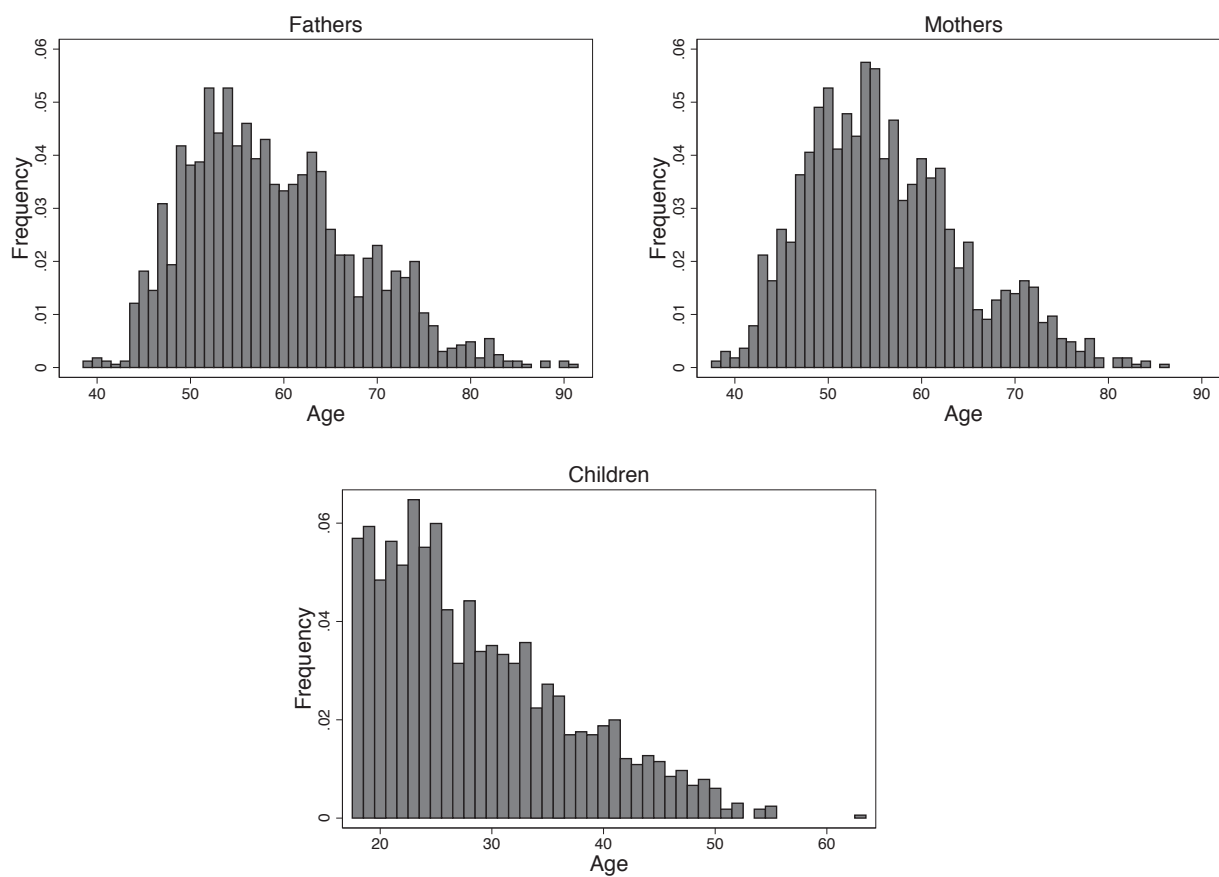 Fathers
Frequency
0 .01 .02 .03 .04 .05 .06
40 50 60 70 80 90
Age
Mothers
Frequency
0 .01 .02 .03 .04 .05 .06
40 50 60 70 80 90
Age
Children
Frequency
0 .02 .04 .06
20 30 40 50 60
Age